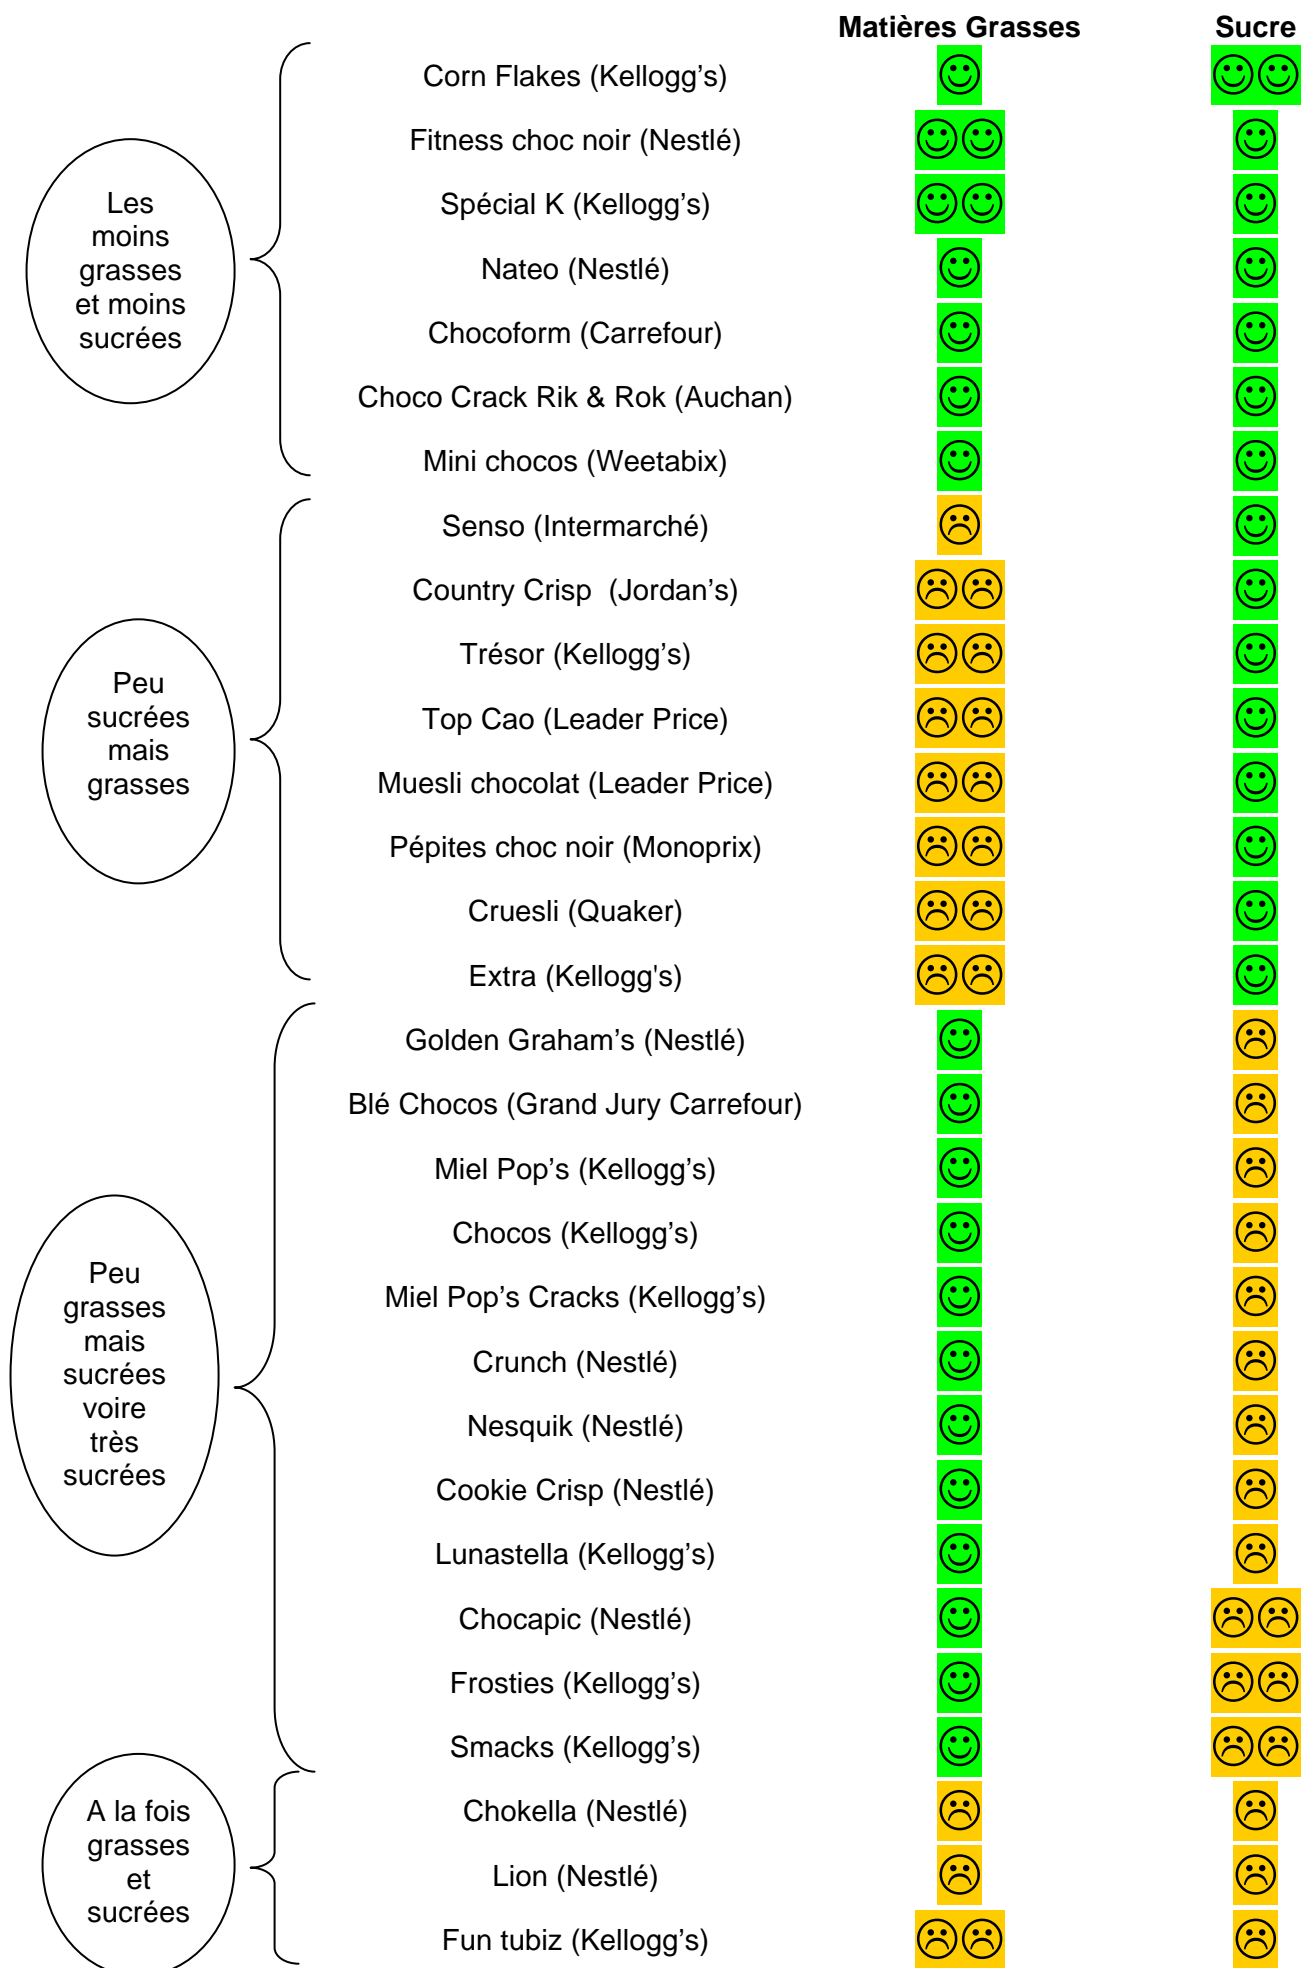 Matières Grasses Sucre
Corn Flakes (Kellogg's)
Fitness choc noir (Nestlé)
Spécial K (Kellogg's)
Nateo (Nestlé)
Chocoform (Carrefour)
Choco Crack Rik & Rok (Auchan)
Mini chocos (Weetabix)
Les
moins
grasses
et moins
sucrées
Senso (Intermarché)
Country Crisp (Jordan's)
Trésor (Kellogg's)
Top Cao (Leader Price)
Muesli chocolat (Leader Price)
Pépites choc noir (Monoprix)
Cruesli (Quaker)
Extra (Kellogg's)
Peu
sucrées
mais
grasses
Golden Graham's (Nestlé)
Blé Chocos (Grand Jury Carrefour)
Miel Pop's (Kellogg's)
Chocos (Kellogg's)
Miel Pop's Cracks (Kellogg's)
Crunch (Nestlé)
Nesquik (Nestlé)
Cookie Crisp (Nestlé)
Lunastella (Kellogg's)
Chocapic (Nestlé)
Frosties (Kellogg's)
Smacks (Kellogg's)
Peu
grasses
mais
sucrées
voire
très
sucrées
Chokella (Nestlé)
Lion (Nestlé)
Fun tubiz (Kellogg's)
A la fois
grasses
et
sucrées